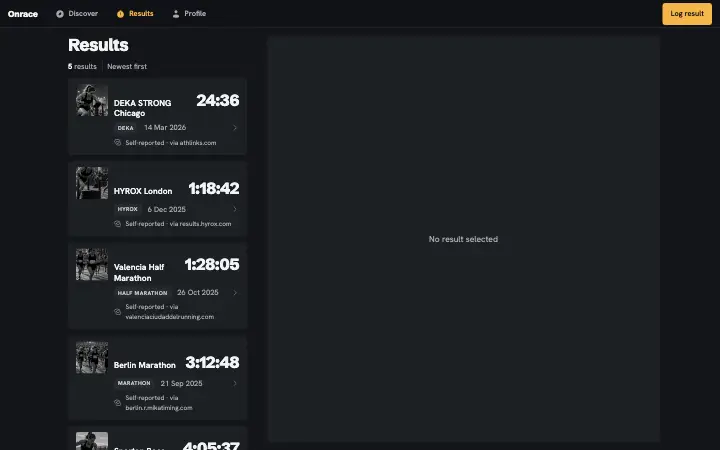 Onrace
Discover
Results
Profile
Log result
Results
5 results
Newest first
DEKA STRONG
Chicago
24:36
DEKA
14 Mar 2026
Self-reported · via athlinks.com
HYROX London
1:18:42
HYROX
6 Dec 2025
Self-reported · via results.hyrox.com
Valencia Half
Marathon
1:28:05
HALF MARATHON
26 Oct 2025
Self-reported · via
valenciaciudaddelrunning.com
Berlin Marathon
3:12:48
MARATHON
21 Sep 2025
Self-reported · via
berlin.r.mikatiming.com
4:05:37
No result selected